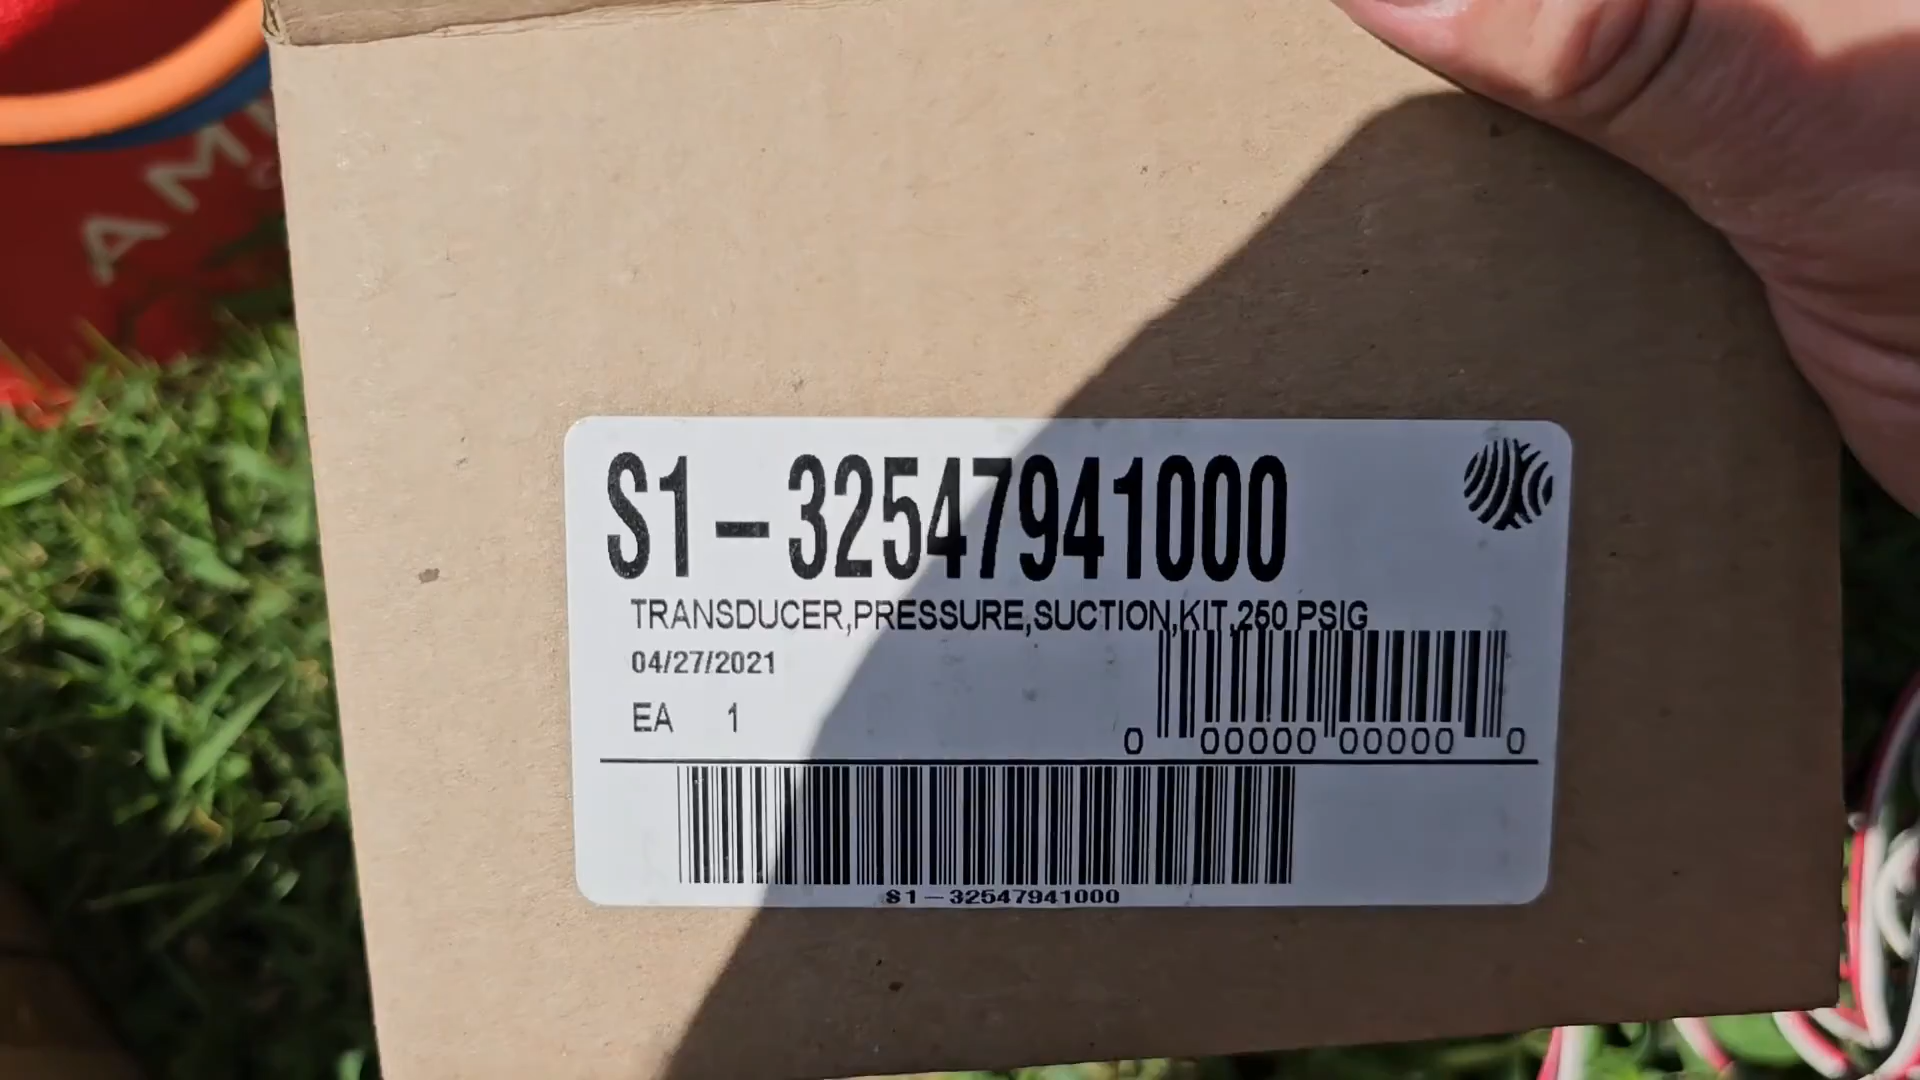 AM
S1-32547941000
TRANSDUCER,PRESSURE,SUCTION,KIT,250 PSIG
04/27/2021
EA 1
0 00000 00000 0
S1-32547941000